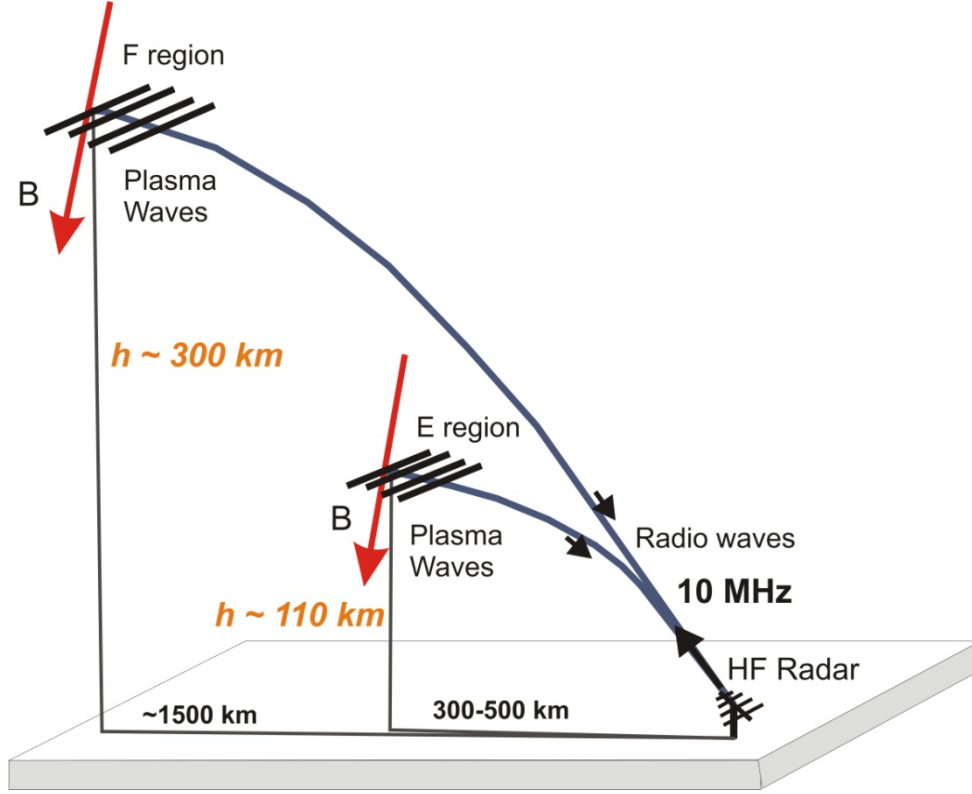 F region
B
Plasma
Waves
h ~ 300 km
E region
B
Plasma
Waves
Radio waves
10 MHz
h ~ 110 km
HF Radar
~1500 km
300-500 km